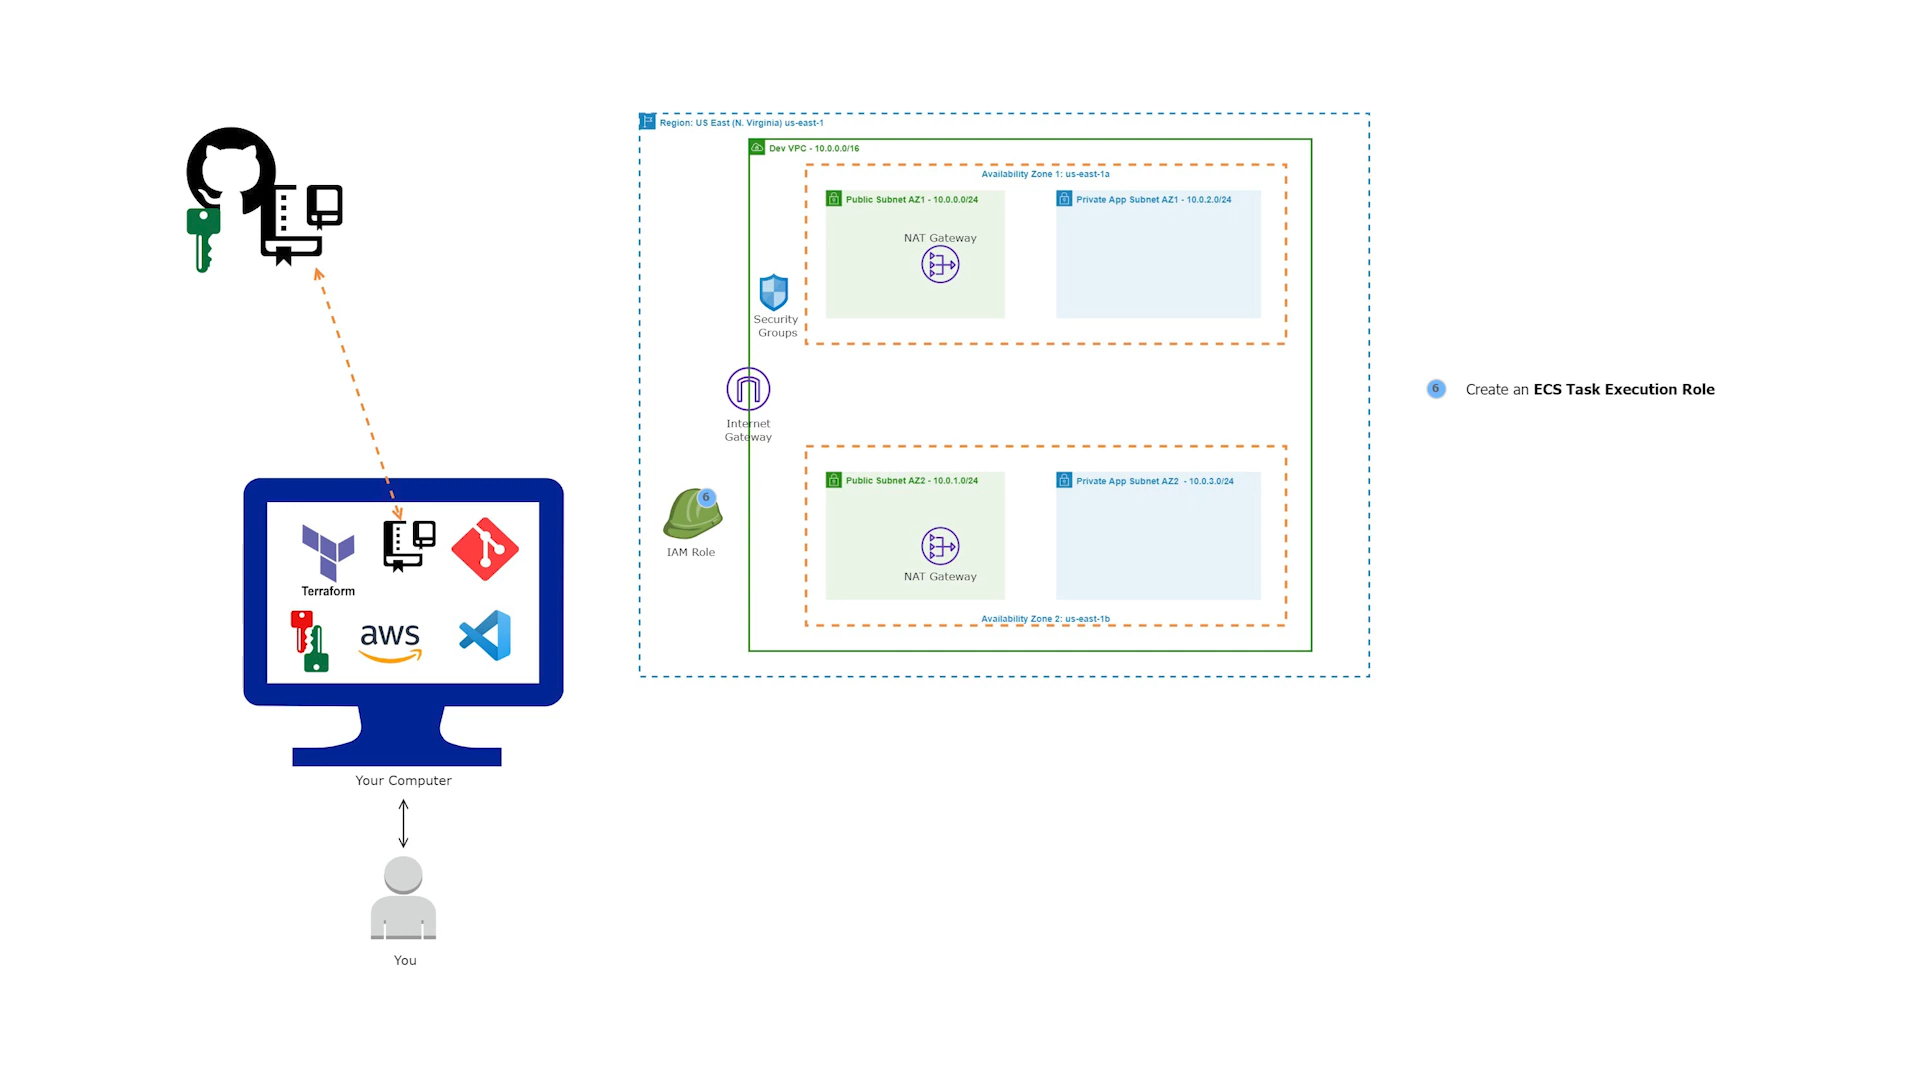 Region: US East (N. Virginia) us-east-1
Dev VPC - 10.0.0.0/16
Availability Zone 1: us-east-1a
Public Subnet AZ1 - 10.0.0.0/24
Private App Subnet AZ1 - 10.0.2.0/24
NAT Gateway
Security
Groups
Internet
Gateway
6 Create an ECS Task Execution Role
Public Subnet AZ2 - 10.0.1.0/24
Private App Subnet AZ2 - 10.0.3.0/24
6
IAM Role
NAT Gateway
Availability Zone 2: us-east-1b
Terraform
aws
Your Computer
You